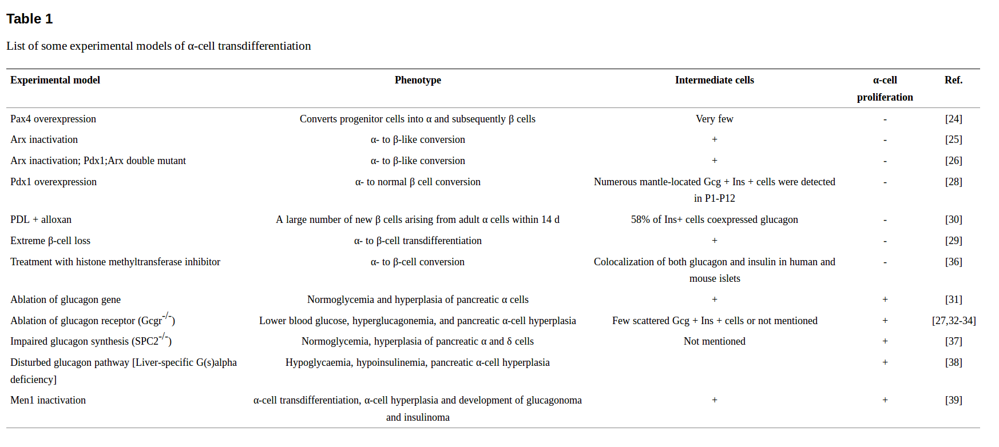 Table 1
List of some experimental models of α-cell transdifferentiation
Experimental model Phenotype Intermediate cells α-cell proliferation Ref.
Pax4 overexpression Converts progenitor cells into α and subsequently β cells Very few - [24]
Arx inactivation α- to β-like conversion + - [25]
Arx inactivation; Pdx1;Arx double mutant α- to β-like conversion + - [26]
Pdx1 overexpression α- to normal β cell conversion Numerous mantle-located Gcg + Ins + cells were detected - [28]
in P1-P12
PDL + alloxan A large number of new β cells arising from adult α cells within 14 d 58% of Ins+ cells coexpressed glucagon - [30]
Extreme β-cell loss α- to β-cell transdifferentiation + - [29]
Treatment with histone methyltransferase inhibitor α- to β-cell conversion Colocalization of both glucagon and insulin in human and - [36]
mouse islets
Ablation of glucagon gene Normoglycemia and hyperplasia of pancreatic α cells + + [31]
Ablation of glucagon receptor (Gcgr-/-) Lower blood glucose, hyperglucagonemia, and pancreatic α-cell hyperplasia Few scattered Gcg + Ins + cells or not mentioned + [27,32-34]
Impaired glucagon synthesis (SPC2-/-) Normoglycemia, hyperplasia of pancreatic α and δ cells Not mentioned + [37]
Disturbed glucagon pathway [Liver-specific G(s)alpha Hypoglycaemia, hypoinsulinemia, pancreatic α-cell hyperplasia + [38]
deficiency]
Men1 inactivation α-cell transdifferentiation, α-cell hyperplasia and development of glucagonoma + + [39]
and insulinoma